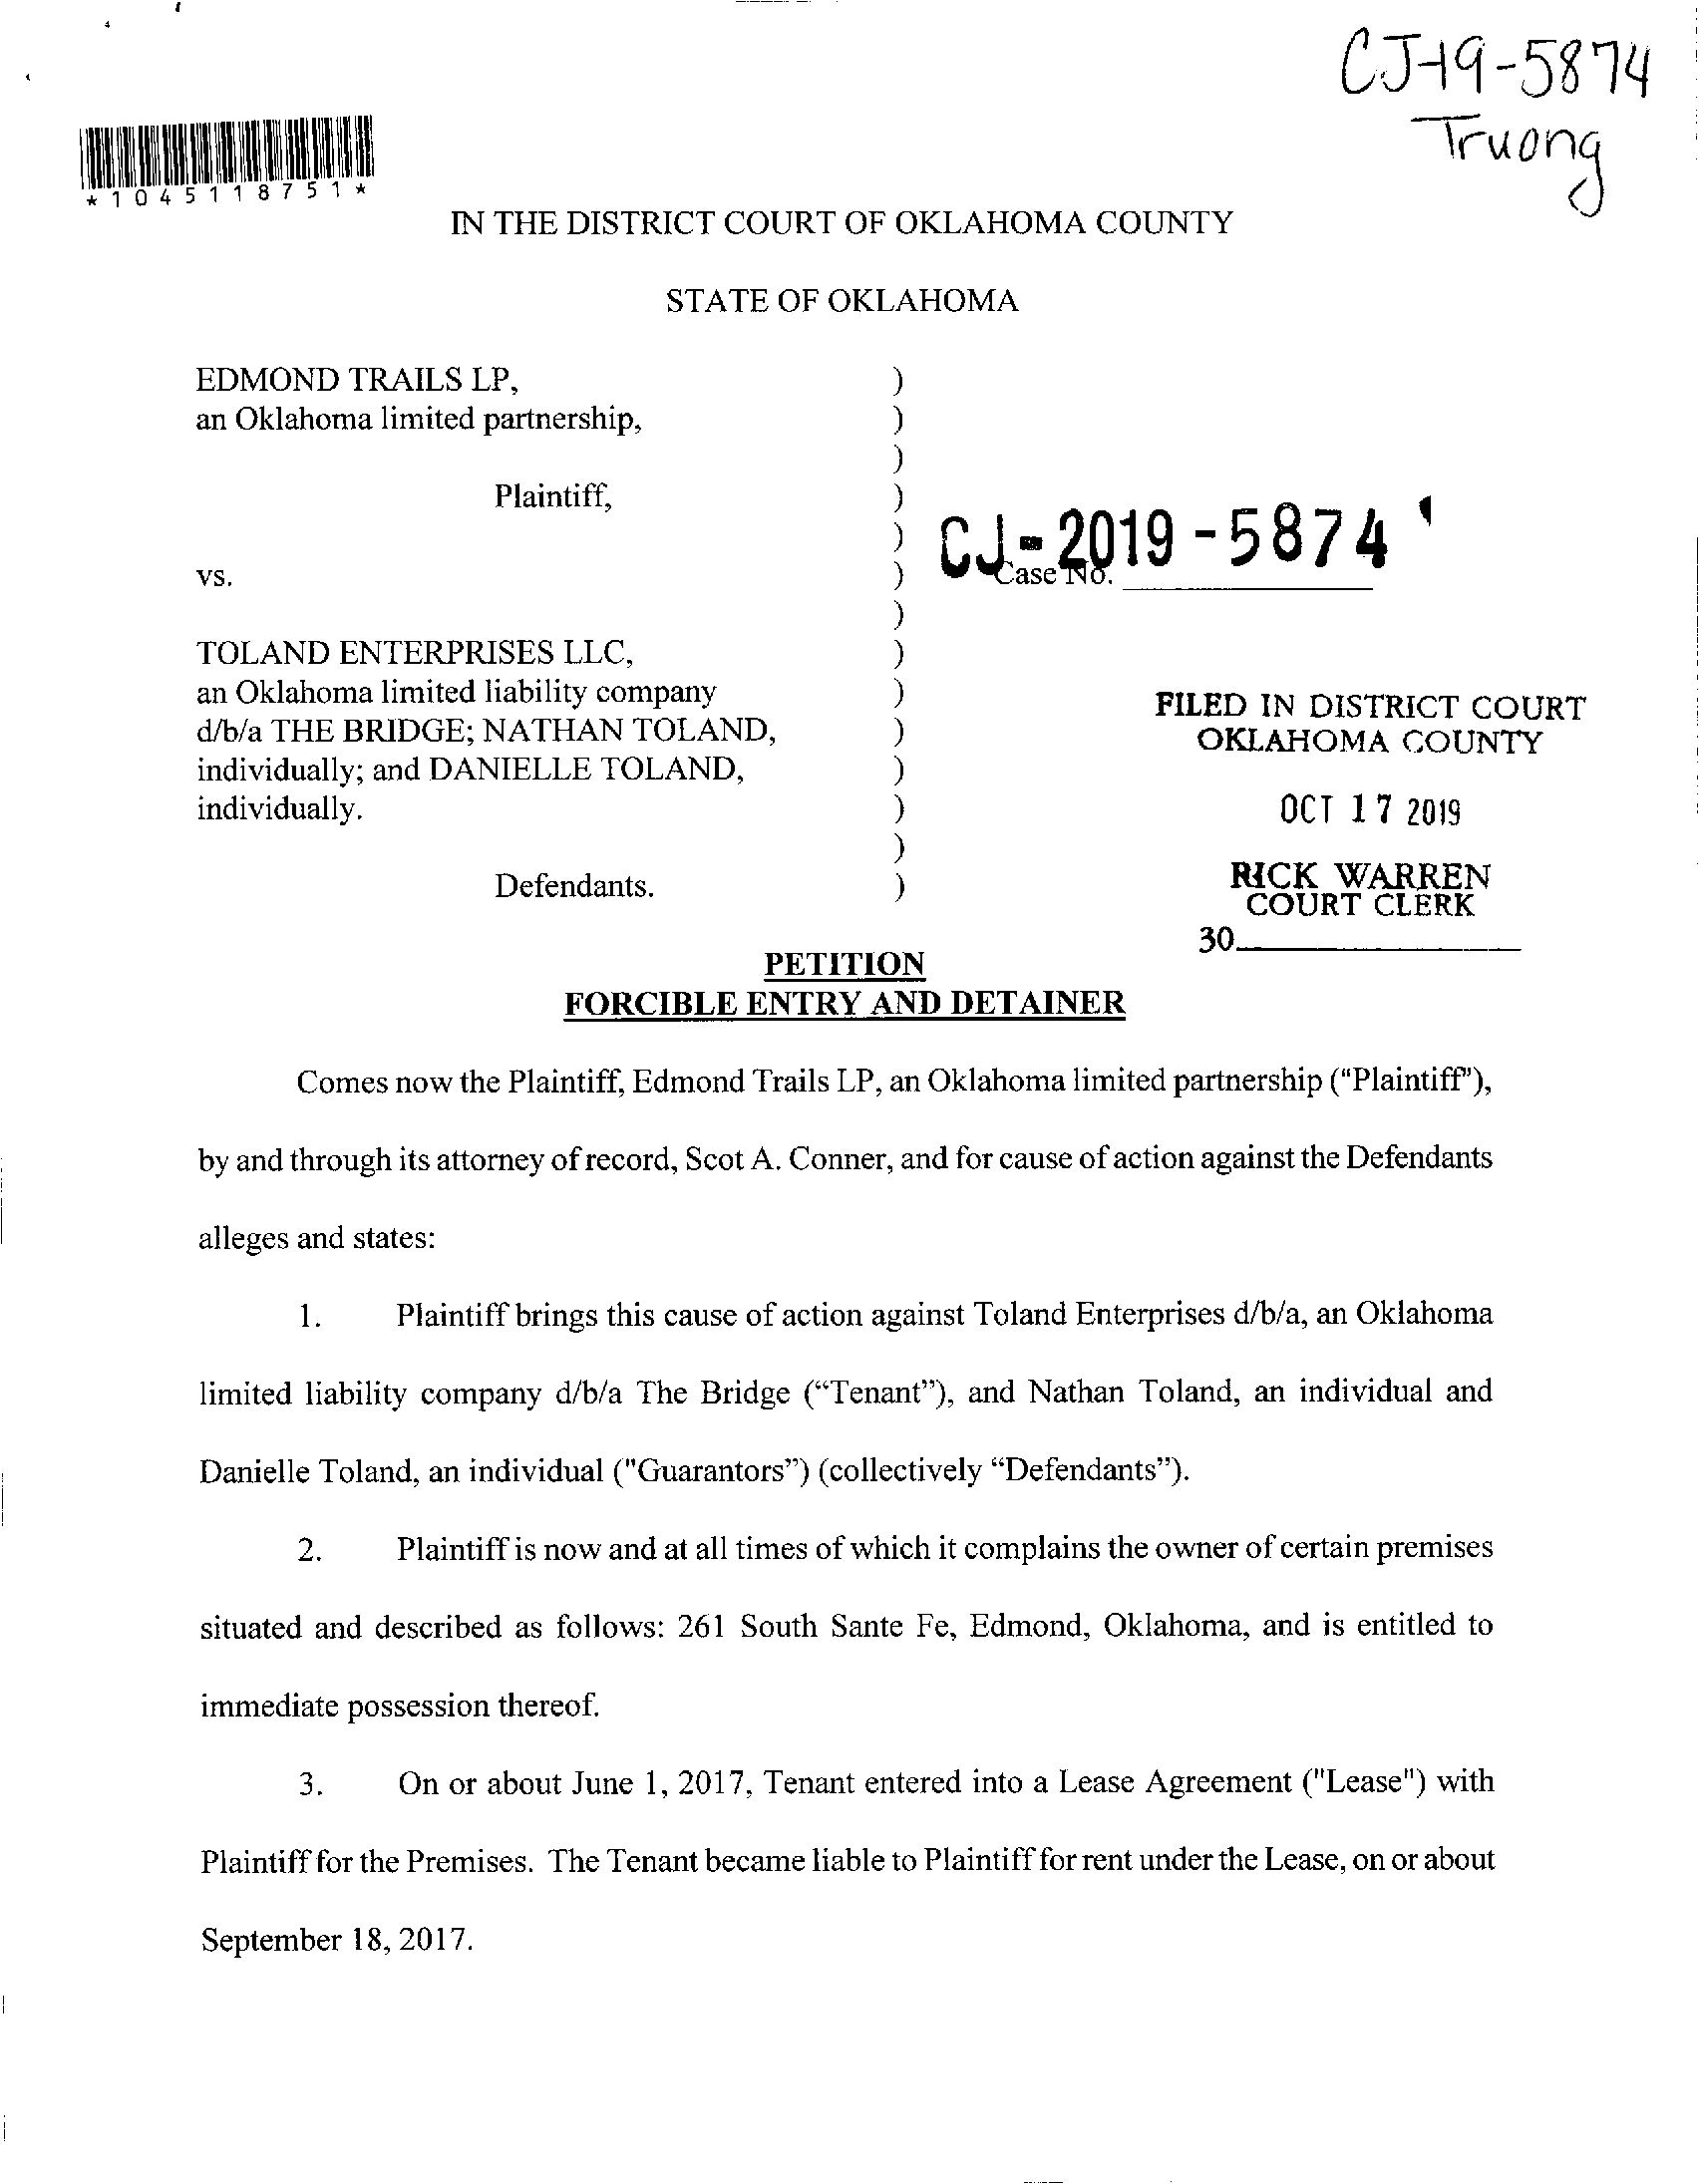 CJ-19-5874
Truong
*1045118751*
IN THE DISTRICT COURT OF OKLAHOMA COUNTY
STATE OF OKLAHOMA
EDMOND TRAILS LP, )
an Oklahoma limited partnership, )
)
Plaintiff, )
)
vs. ) Case No. CJ-2019-5874
)
TOLAND ENTERPRISES LLC, )
an Oklahoma limited liability company )
d/b/a THE BRIDGE; NATHAN TOLAND, )
individually; and DANIELLE TOLAND, )
individually. )
)
Defendants. )
FILED IN DISTRICT COURT
OKLAHOMA COUNTY
OCT 17 2019
RICK WARREN
COURT CLERK
30
PETITION
FORCIBLE ENTRY AND DETAINER
Comes now the Plaintiff, Edmond Trails LP, an Oklahoma limited partnership ("Plaintiff"),
by and through its attorney of record, Scot A. Conner, and for cause of action against the Defendants
alleges and states:
1. Plaintiff brings this cause of action against Toland Enterprises d/b/a, an Oklahoma
limited liability company d/b/a The Bridge (“Tenant”), and Nathan Toland, an individual and
Danielle Toland, an individual ("Guarantors”) (collectively “Defendants”).
2. Plaintiff is now and at all times of which it complains the owner of certain premises
situated and described as follows: 261 South Sante Fe, Edmond, Oklahoma, and is entitled to
immediate possession thereof.
3. On or about June 1, 2017, Tenant entered into a Lease Agreement ("Lease") with
Plaintiff for the Premises. The Tenant became liable to Plaintiff for rent under the Lease, on or about
September 18, 2017.